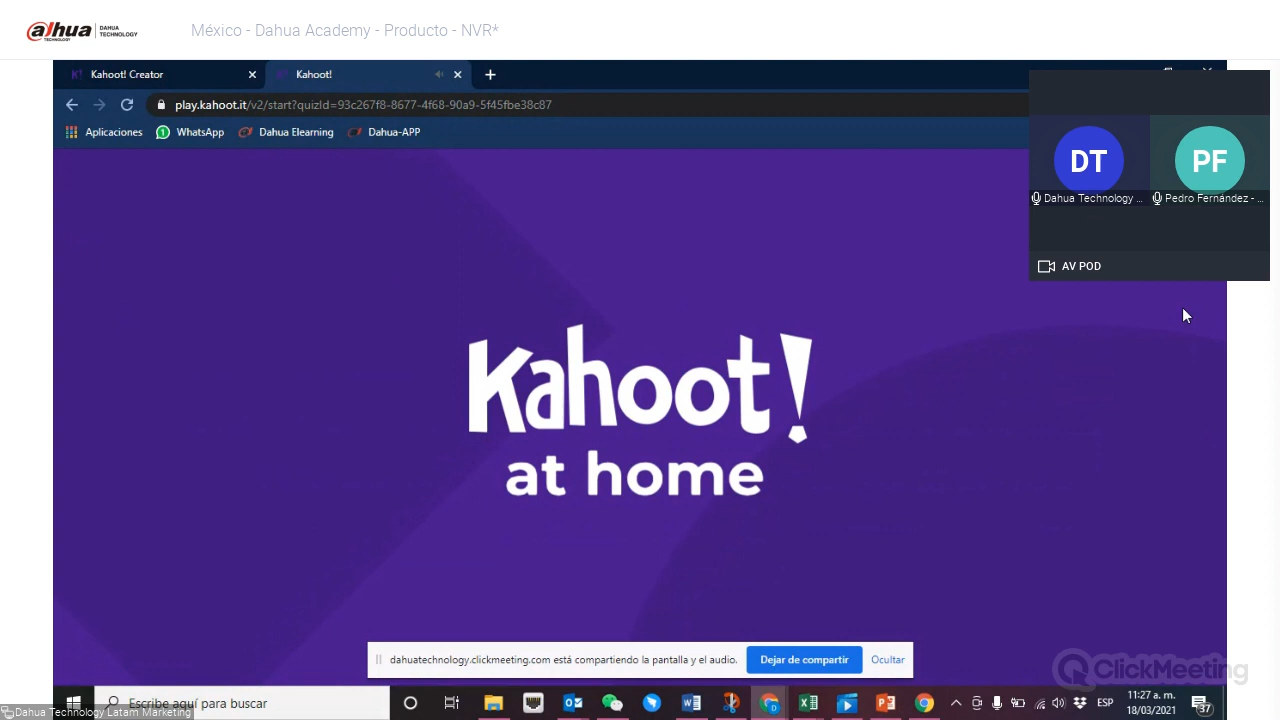 alhua
TECHNOLOGY
DAHUA
TECHNOLOGY
México - Dahua Academy - Producto - NVR*
Kahoot! Creator
Kahoot!
play.kahoot.it/v2/start?quizId=93c267f8-8677-4f68-90a9-5f45fbe38c87
Aplicaciones
WhatsApp
Dahua Elearning
Dahua-APP
DT
PF
Dahua Technology ...
Pedro Fernández - ...
AV POD
Kahoot!
at home
dahuatechnology.clickmeeting.com está compartiendo la pantalla y el audio.
Dejar de compartir
Ocultar
ClickMeeting
Escribe aquí para buscar
ESP
11:27 a. m.
18/03/2021
37
Dahua Technology Latam Marketing